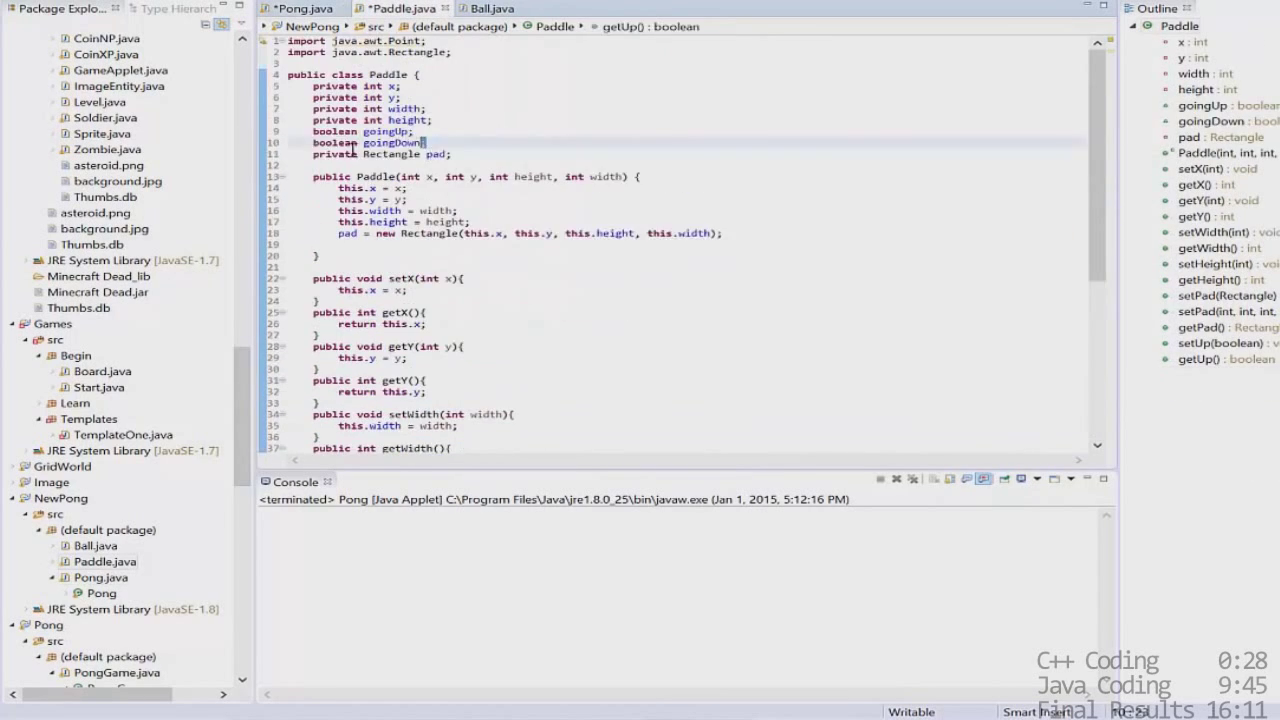 Package Explo...
Type Hierarch
*Pong.java
*Paddle.java
Ball.java
Outline
NewPong
src
(default package)
Paddle
getUp() : boolean
CoinNP.java
CoinXP.java
GameApplet.java
ImageEntity.java
Level.java
Soldier.java
Sprite.java
Zombie.java
asteroid.png
background.jpg
Thumbs.db
asteroid.png
background.jpg
Thumbs.db
JRE System Library [JavaSE-1.7]
Minecraft Dead_lib
Minecraft Dead.jar
Thumbs.db
Games
src
Begin
Board.java
Start.java
Learn
Templates
TemplateOne.java
JRE System Library [JavaSE-1.7]
GridWorld
Image
NewPong
src
(default package)
Ball.java
Paddle.java
Pong.java
Pong
JRE System Library [JavaSE-1.8]
Pong
src
(default package)
PongGame.java
1 import java.awt.Point;
2 import java.awt.Rectangle;
3
4 public class Paddle {
5 private int x;
6 private int y;
7 private int width;
8 private int height;
9 boolean goingUp;
10 boolean goingDown
11 private Rectangle pad;
12
13 public Paddle(int x, int y, int height, int width) {
14 this.x = x;
15 this.y = y;
16 this.width = width;
17 this.height = height;
18 pad = new Rectangle(this.x, this.y, this.height, this.width);
19
20 }
21
22 public void setX(int x){
23 this.x = x;
24 }
25 public int getX(){
26 return this.x;
27 }
28 public void getY(int y){
29 this.y = y;
30 }
31 public int getY(){
32 return this.y;
33 }
34 public void setWidth(int width){
35 this.width = width;
36 }
37 public int getWidth(){
Paddle
x : int
y : int
width : int
height : int
goingUp : boolean
goingDown : boolean
pad : Rectangle
Paddle(int, int, int,
setX(int) : void
getX() : int
getY(int) : void
getY() : int
setWidth(int) : void
getWidth() : int
setHeight(int) : void
getHeight() : int
setPad(Rectangle)
setPad(int, int, int,
getPad() : Rectang
setUp(boolean) : void
getUp() : boolean
Console
<terminated> Pong [Java Applet] C:\Program Files\Java\jre1.8.0_25\bin\javaw.exe (Jan 1, 2015, 5:12:16 PM)
C++ Coding 0:28
Java Coding 9:45
Final Results 16:11
Writable
Smart Insert